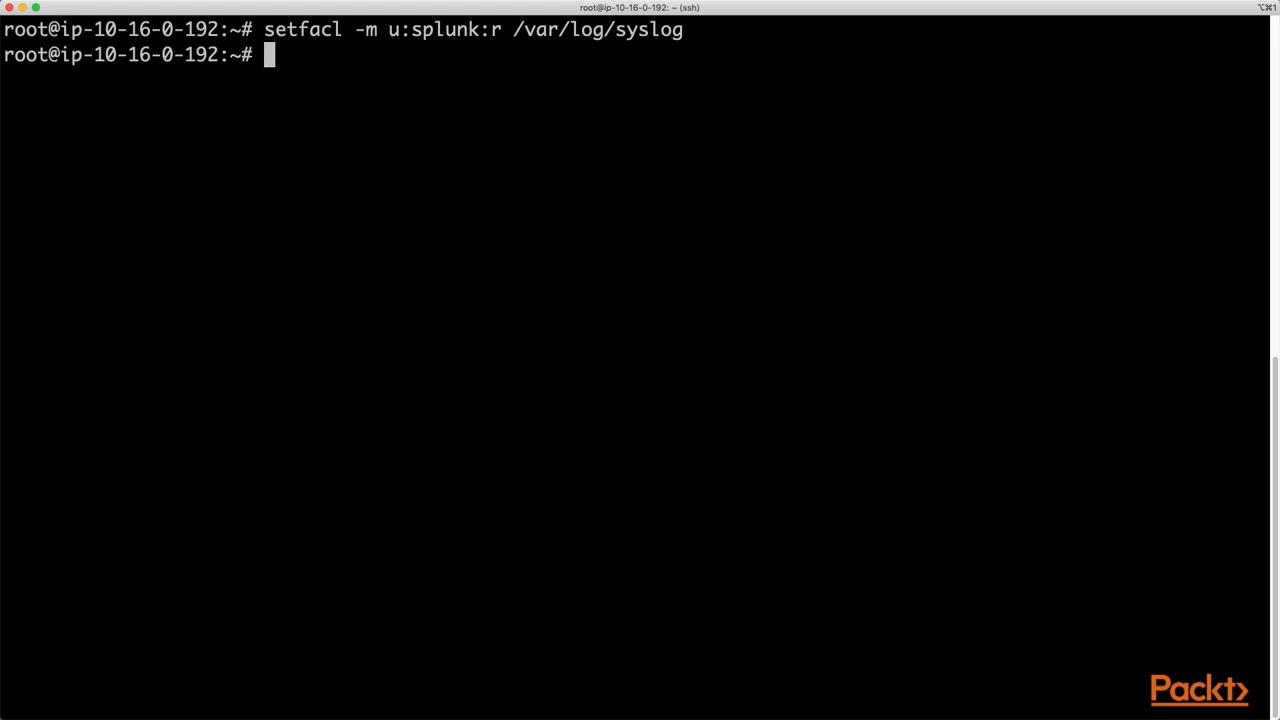 root@ip-10-16-0-192: ~ (ssh)
⌥⌘1
root@ip-10-16-0-192:~# setfacl -m u:splunk:r /var/log/syslog
root@ip-10-16-0-192:~#
Packt>